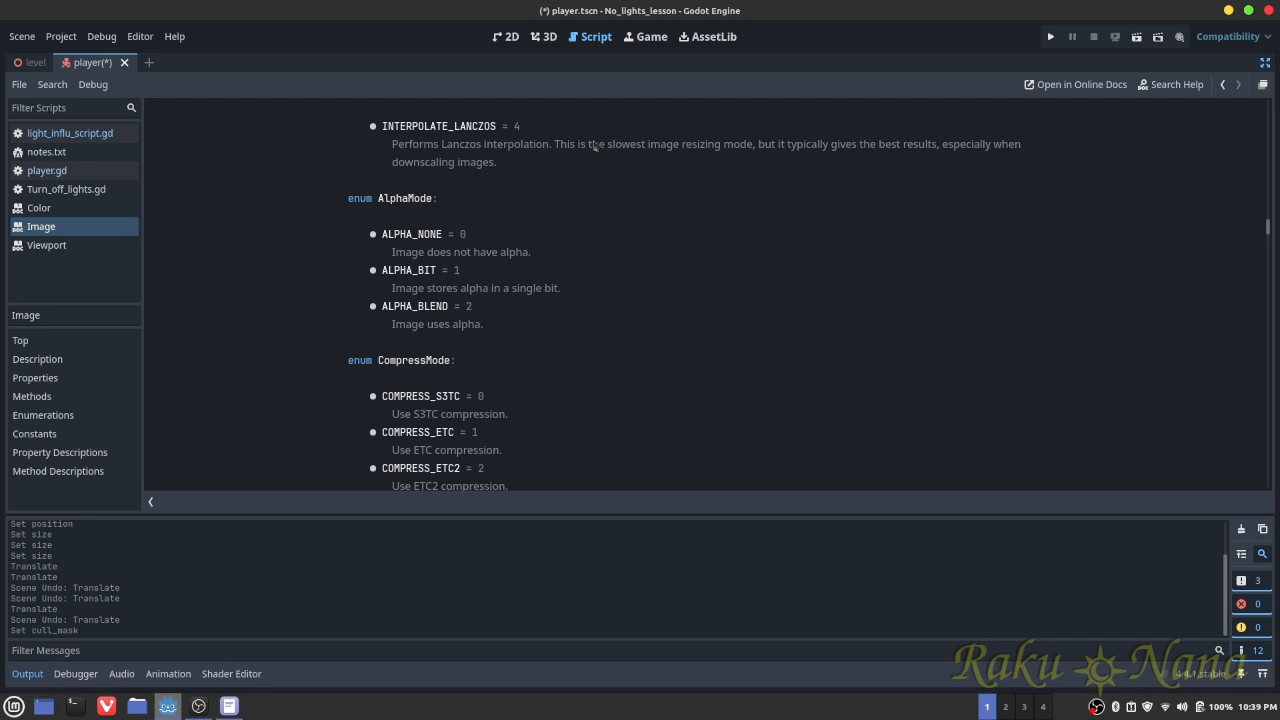 (*) player.tscn - No_lights_lesson - Godot Engine
Scene Project Debug Editor Help
2D 3D Script Game AssetLib
Compatibility
level player(*)
File Search Debug
Open in Online Docs Search Help
Filter Scripts
light_influ_script.gd
notes.txt
player.gd
Turn_off_lights.gd
Color
Image
Viewport
Image
Top
Description
Properties
Methods
Enumerations
Constants
Property Descriptions
Method Descriptions
INTERPOLATE_LANCZOS = 4
Performs Lanczos interpolation. This is the slowest image resizing mode, but it typically gives the best results, especially when
downscaling images.
enum AlphaMode:
ALPHA_NONE = 0
Image does not have alpha.
ALPHA_BIT = 1
Image stores alpha in a single bit.
ALPHA_BLEND = 2
Image uses alpha.
enum CompressMode:
COMPRESS_S3TC = 0
Use S3TC compression.
COMPRESS_ETC = 1
Use ETC compression.
COMPRESS_ETC2 = 2
Use ETC2 compression.
Set position
Set size
Set size
Set size
Translate
Translate
Scene Undo: Translate
Scene Undo: Translate
Translate
Scene Undo: Translate
Set cull_mask
3
0
0
12
Filter Messages
Output Debugger Audio Animation Shader Editor
4.4.1.stable
Raku Nana
1 2 3 4
100% 10:39 PM